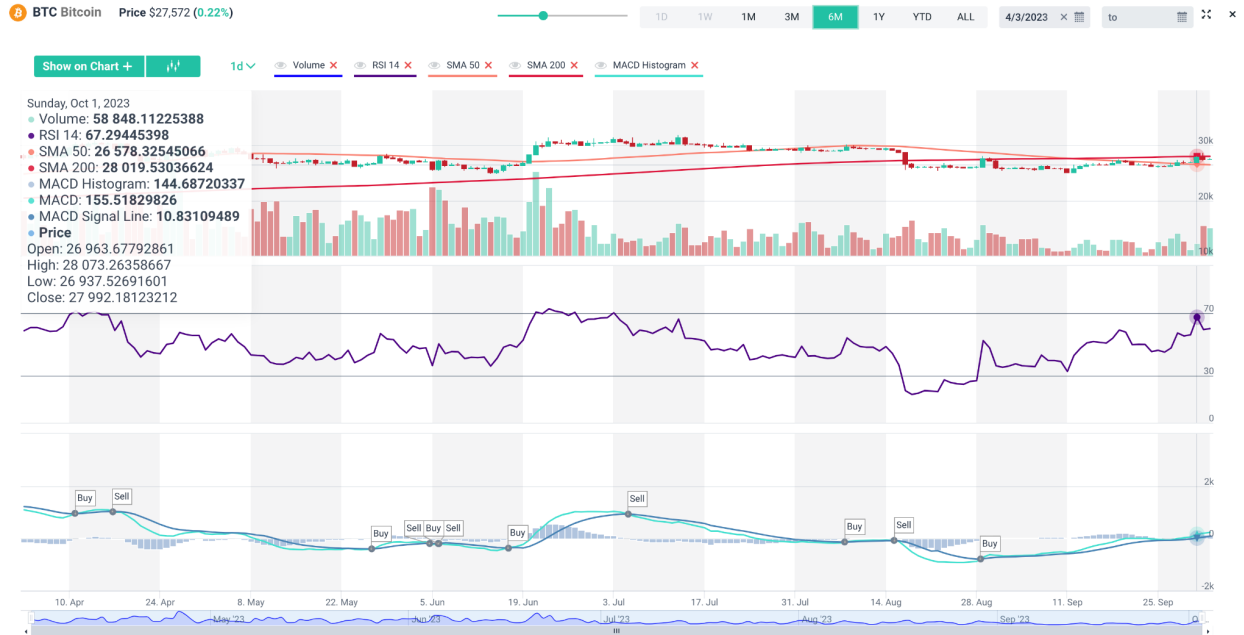 BTC Bitcoin Price $27,572 (0.22%)
1D 1W 1M 3M 6M 1Y YTD ALL
4/3/2023 ×
to
×
Show on Chart +
1d
Volume × RSI 14 × SMA 50 × SMA 200 × MACD Histogram ×
Sunday, Oct 1, 2023
Volume: 58 848.11225388
RSI 14: 67.29445398
SMA 50: 26 578.32545066
SMA 200: 28 019.53036624
MACD Histogram: 144.68720337
MACD: 155.51829826
MACD Signal Line: 10.83109489
Price
Open: 26 963.67792861
High: 28 073.26358667
Low: 26 937.52691601
Close: 27 992.18123212
30k
20k
10k
70
30
0
2k
0
-2k
Buy Sell Buy Sell Buy Sell Buy Sell Buy Sell Buy
10. Apr 24. Apr 8. May 22. May 5. Jun 19. Jun 3. Jul 17. Jul 31. Jul 14. Aug 28. Aug 11. Sep 25. Sep
May '23 Jun '23 Jul '23 Aug '23 Sep '23